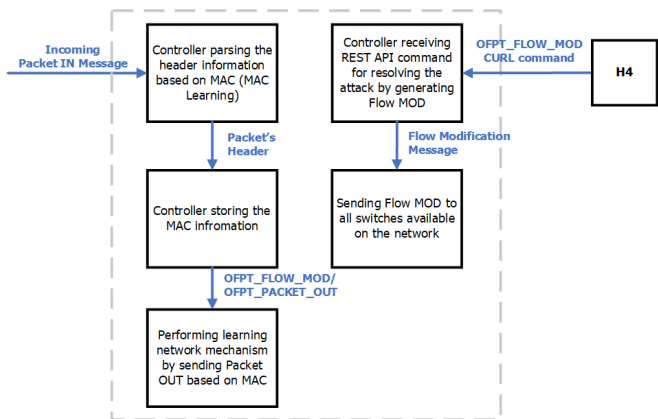 Incoming
Packet IN Message
Controller parsing the
header information
based on MAC (MAC
Learning)
Controller receiving
REST API command
for resolving the
attack by generating
Flow MOD
OFPT_FLOW_MOD
CURL command
H4
Packet's
Header
Flow Modification
Message
Controller storing the
MAC infromation
Sending Flow MOD to
all switches available
on the network
OFPT_FLOW_MOD/
OFPT_PACKET_OUT
Performing learning
network mechanism
by sending Packet
OUT based on MAC